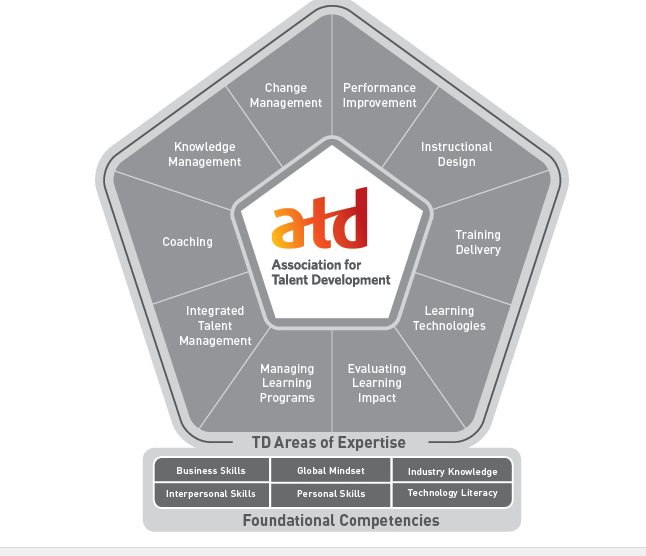 Change
Management
Performance
Improvement
Knowledge
Management
Instructional
Design
Coaching
Training
Delivery
Integrated
Talent
Management
Learning
Technologies
Managing
Learning
Programs
Evaluating
Learning
Impact
atd
Association for
Talent Development
TD Areas of Expertise
Business Skills
Global Mindset
Industry Knowledge
Interpersonal Skills
Personal Skills
Technology Literacy
Foundational Competencies